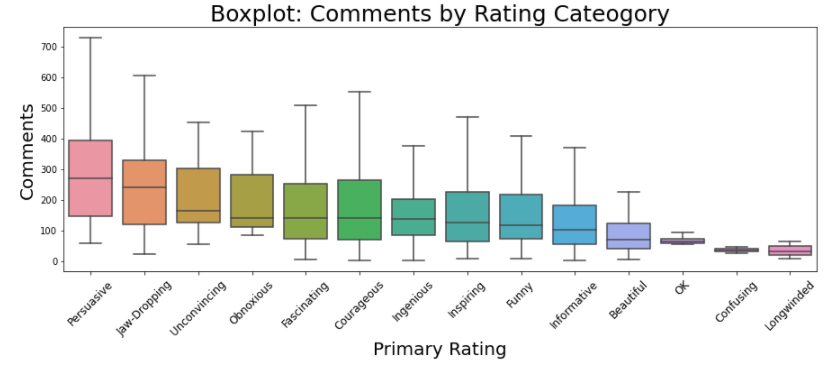 Boxplot: Comments by Rating Cateogory
Comments
700
600
500
400
300
200
100
0
Persuasive
Jaw-Dropping
Unconvincing
Obnoxious
Fascinating
Courageous
Ingenious
Inspiring
Funny
Informative
Beautiful
OK
Confusing
Longwinded
Primary Rating